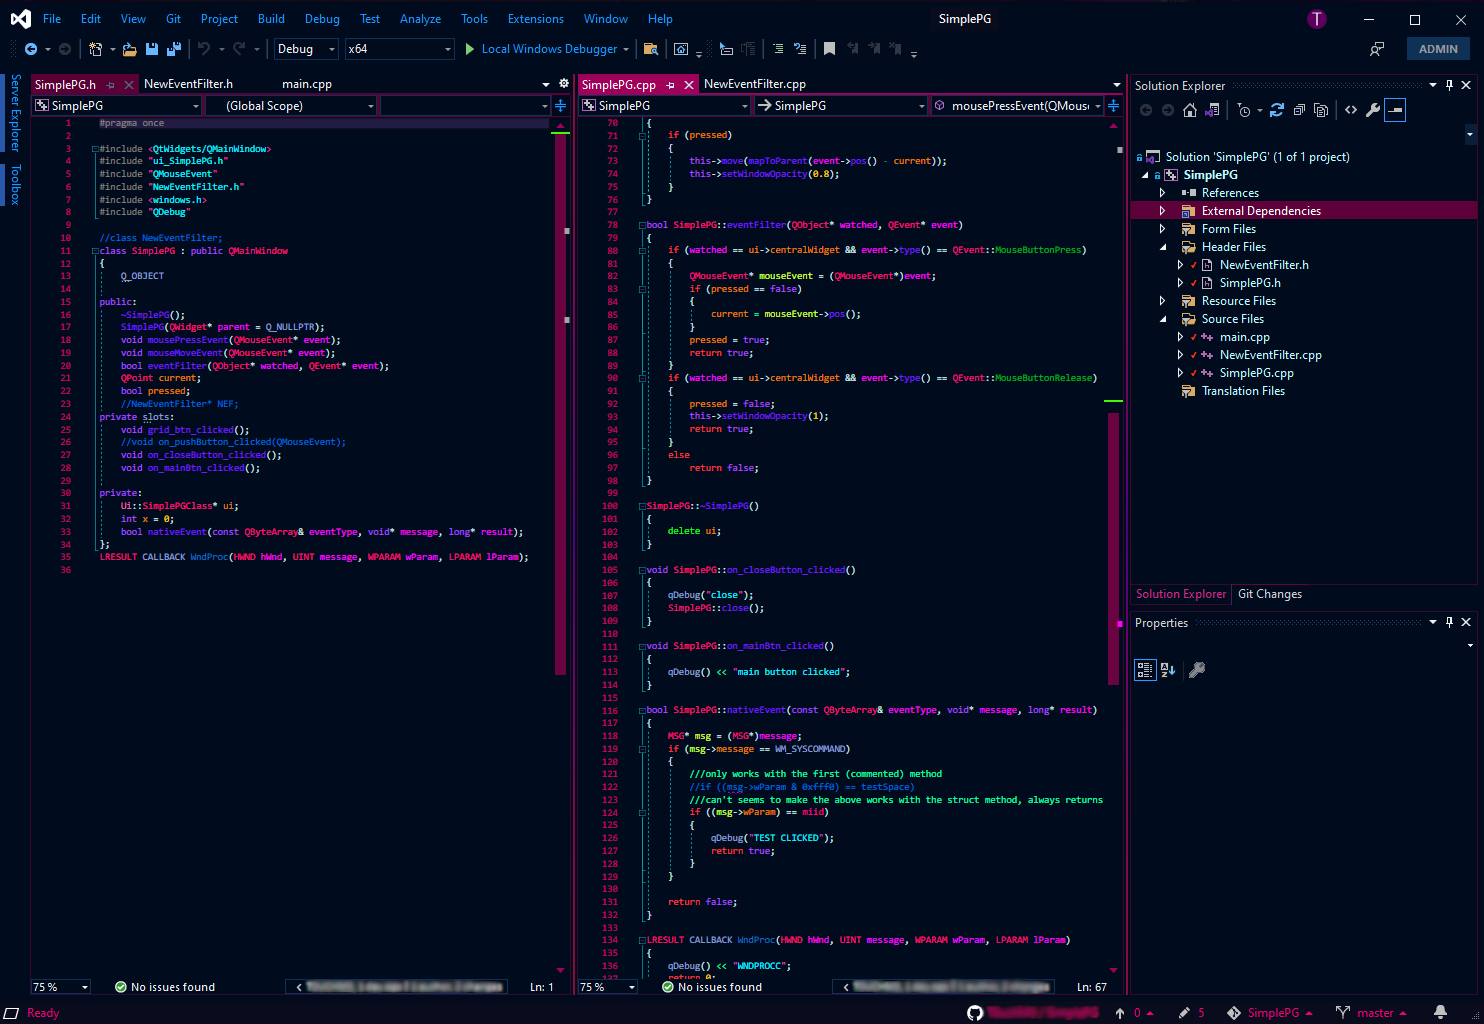 File Edit View Git Project Build Debug Test Analyze Tools Extensions Window Help SimplePG T
Debug x64 Local Windows Debugger ADMIN
Server Explorer
Toolbox
SimplePG.h NewEventFilter.h main.cpp
SimplePG (Global Scope)
1 #pragma once
2
3 #include <QtWidgets/QMainWindow>
4 #include "ui_SimplePG.h"
5 #include "QMouseEvent"
6 #include "NewEventFilter.h"
7 #include <windows.h>
8 #include "QDebug"
9
10 //class NewEventFilter;
11 class SimplePG : public QMainWindow
12 {
13 Q_OBJECT
14
15 public:
16 ~SimplePG();
17 SimplePG(QWidget* parent = Q_NULLPTR);
18 void mousePressEvent(QMouseEvent* event);
19 void mouseMoveEvent(QMouseEvent* event);
20 bool eventFilter(QObject* watched, QEvent* event);
21 QPoint current;
22 bool pressed;
23 //NewEventFilter* NEF;
24 private slots:
25 void grid_btn_clicked();
26 //void on_pushButton_clicked(QMouseEvent);
27 void on_closeButton_clicked();
28 void on_mainBtn_clicked();
29
30 private:
31 Ui::SimplePGClass* ui;
32 int x = 0;
33 bool nativeEvent(const QByteArray& eventType, void* message, long* result);
34 };
35 LRESULT CALLBACK WndProc(HWND hWnd, UINT message, WPARAM wParam, LPARAM lParam);
36
75 % No issues found Ln: 1
SimplePG.cpp NewEventFilter.cpp
SimplePG SimplePG mousePressEvent(QMouse
70 {
71 if (pressed)
72 {
73 this->move(mapToParent(event->pos() - current));
74 this->setWindowOpacity(0.8);
75 }
76 }
77
78 bool SimplePG::eventFilter(QObject* watched, QEvent* event)
79 {
80 if (watched == ui->centralWidget && event->type() == QEvent::MouseButtonPress)
81 {
82 QMouseEvent* mouseEvent = (QMouseEvent*)event;
83 if (pressed == false)
84 {
85 current = mouseEvent->pos();
86 }
87 pressed = true;
88 return true;
89 }
90 if (watched == ui->centralWidget && event->type() == QEvent::MouseButtonRelease)
91 {
92 pressed = false;
93 this->setWindowOpacity(1);
94 return true;
95 }
96 else
97 return false;
98 }
99
100 SimplePG::~SimplePG()
101 {
102 delete ui;
103 }
104
105 void SimplePG::on_closeButton_clicked()
106 {
107 qDebug("close");
108 SimplePG::close();
109 }
110
111 void SimplePG::on_mainBtn_clicked()
112 {
113 qDebug() << "main button clicked";
114 }
115
116 bool SimplePG::nativeEvent(const QByteArray& eventType, void* message, long* result)
117 {
118 MSG* msg = (MSG*)message;
119 if (msg->message == WM_SYSCOMMAND)
120 {
121 ///only works with the first (commented) method
122 //if ((msg->wParam & 0xfff0) == testSpace)
123 ///can't seems to make the above works with the struct method, always returns
124 if ((msg->wParam) == miid)
125 {
126 qDebug("TEST CLICKED");
127 return true;
128 }
129 }
130
131 return false;
132 }
133
134 LRESULT CALLBACK WndProc(HWND hWnd, UINT message, WPARAM wParam, LPARAM lParam)
135 {
136 qDebug() << "WNDPROCC";
137 return 0;
75 % No issues found Ln: 67
Solution Explorer
Solution 'SimplePG' (1 of 1 project)
SimplePG
References
External Dependencies
Form Files
Header Files
NewEventFilter.h
SimplePG.h
Resource Files
Source Files
main.cpp
NewEventFilter.cpp
SimplePG.cpp
Translation Files
Solution Explorer Git Changes
Properties
Ready 0 5 SimplePG master